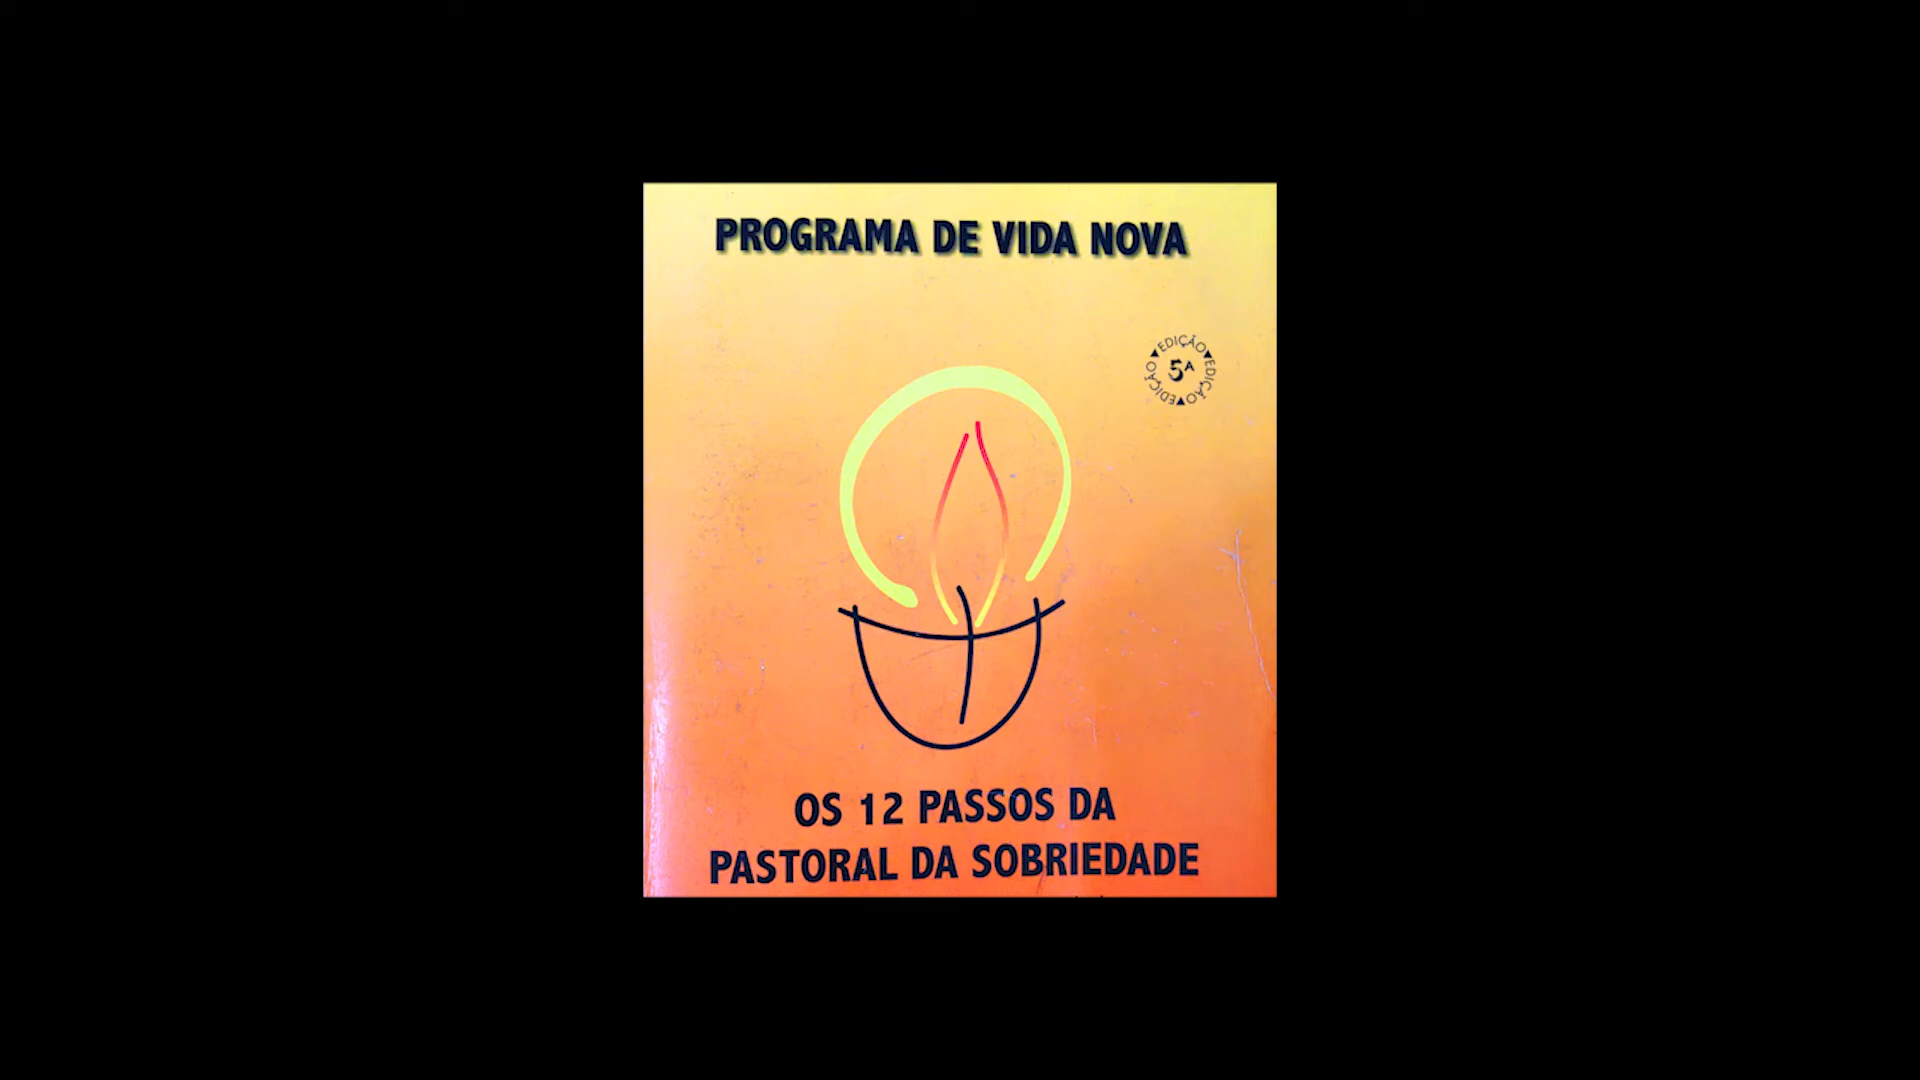 PROGRAMA DE VIDA NOVA
EDIÇÃO EDIÇÃO EDIÇÃO
5ª
OS 12 PASSOS DA
PASTORAL DA SOBRIEDADE